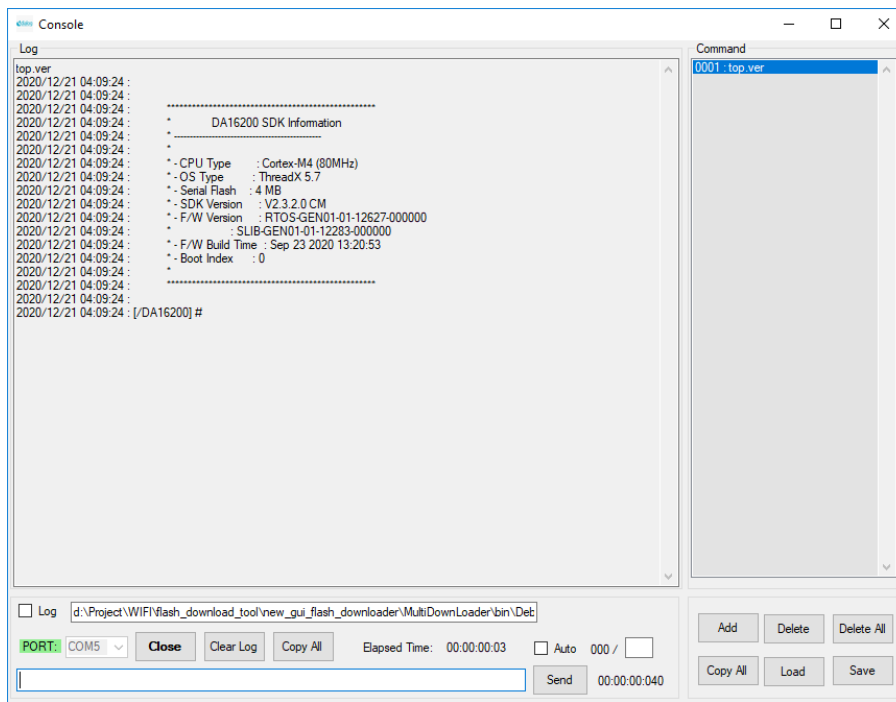 Console
Log
top.ver
2020/12/21 04:09:24 :
2020/12/21 04:09:24 :
2020/12/21 04:09:24 : **************************************************
2020/12/21 04:09:24 : * DA16200 SDK Information
2020/12/21 04:09:24 : * ------------------------------------------------
2020/12/21 04:09:24 : *
2020/12/21 04:09:24 : * - CPU Type : Cortex-M4 (80MHz)
2020/12/21 04:09:24 : * - OS Type : ThreadX 5.7
2020/12/21 04:09:24 : * - Serial Flash : 4 MB
2020/12/21 04:09:24 : * - SDK Version : V2.3.2.0 CM
2020/12/21 04:09:24 : * - F/W Version : RTOS-GEN01-01-12627-000000
2020/12/21 04:09:24 : * : SLIB-GEN01-01-12283-000000
2020/12/21 04:09:24 : * - F/W Build Time : Sep 23 2020 13:20:53
2020/12/21 04:09:24 : * - Boot Index : 0
2020/12/21 04:09:24 : *
2020/12/21 04:09:24 : **************************************************
2020/12/21 04:09:24 :
2020/12/21 04:09:24 : [/DA16200] #
Command
0001 : top.ver
Log d:\Project\WIFI\flash_download_tool\new_gui_flash_downloader\MultiDownLoader\bin\Deb
PORT: COM5 Close Clear Log Copy All Elapsed Time: 00:00:00:03 Auto 000 /
Send 00:00:00:040
Add Delete Delete All
Copy All Load Save